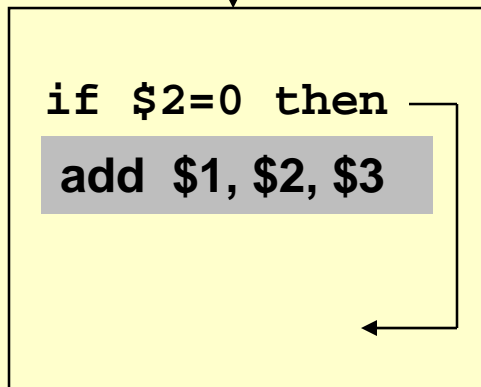 if $2=0 then
add $1, $2, $3